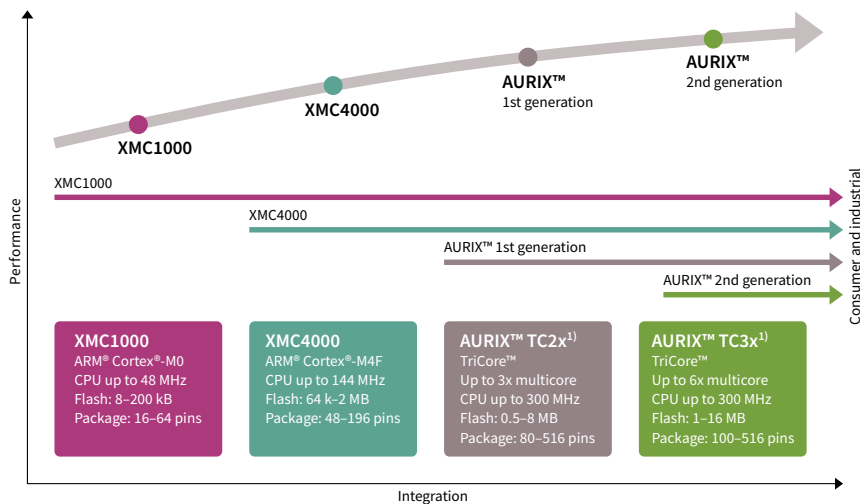 XMC1000
XMC4000
AURIX™
1st generation
AURIX™
2nd generation
XMC1000
XMC4000
AURIX™ 1st generation
AURIX™ 2nd generation
Performance
Consumer and industrial
XMC1000
ARM® Cortex®-M0
CPU up to 48 MHz
Flash: 8–200 kB
Package: 16–64 pins
XMC4000
ARM® Cortex®-M4F
CPU up to 144 MHz
Flash: 64 k–2 MB
Package: 48–196 pins
AURIX™ TC2x¹⁾
TriCore™
Up to 3x multicore
CPU up to 300 MHz
Flash: 0.5–8 MB
Package: 80–516 pins
AURIX™ TC3x¹⁾
TriCore™
Up to 6x multicore
CPU up to 300 MHz
Flash: 1–16 MB
Package: 100–516 pins
Integration